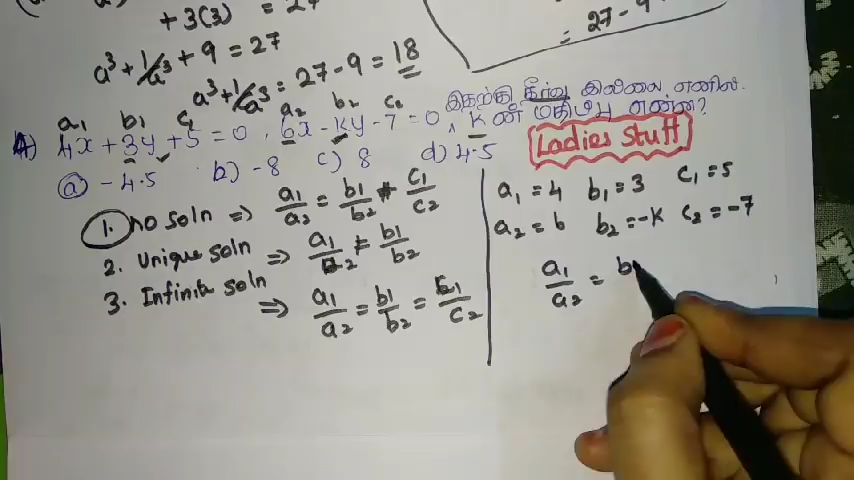 + 3(3) = 27
a³ + 1/a³ + 9 = 27
a³ + 1/a³ = 27 - 9 = 18
27 - 9
=
இதற்கு தீர்வு இல்லை எனில்
a₁ b₁ c₁ a₂ b₂ c₂
4x + 3y + 5 = 0, 6x - ky - 7 = 0, k ன் மதிப்பு என்ன?
Ladies Stuff
a) - 4.5 b) - 8 c) 8 d) 4.5
1. no soln ⇒ a₁/a₂ = b₁/b₂ ≠ c₁/c₂
2. Unique soln ⇒ a₁/a₂ ≠ b₁/b₂
3. Infinite soln
⇒ a₁/a₂ = b₁/b₂ = c₁/c₂
a₁ = 4 b₁ = 3 c₁ = 5
a₂ = 6 b₂ = -K c₂ = -7
a₁/a₂ = b